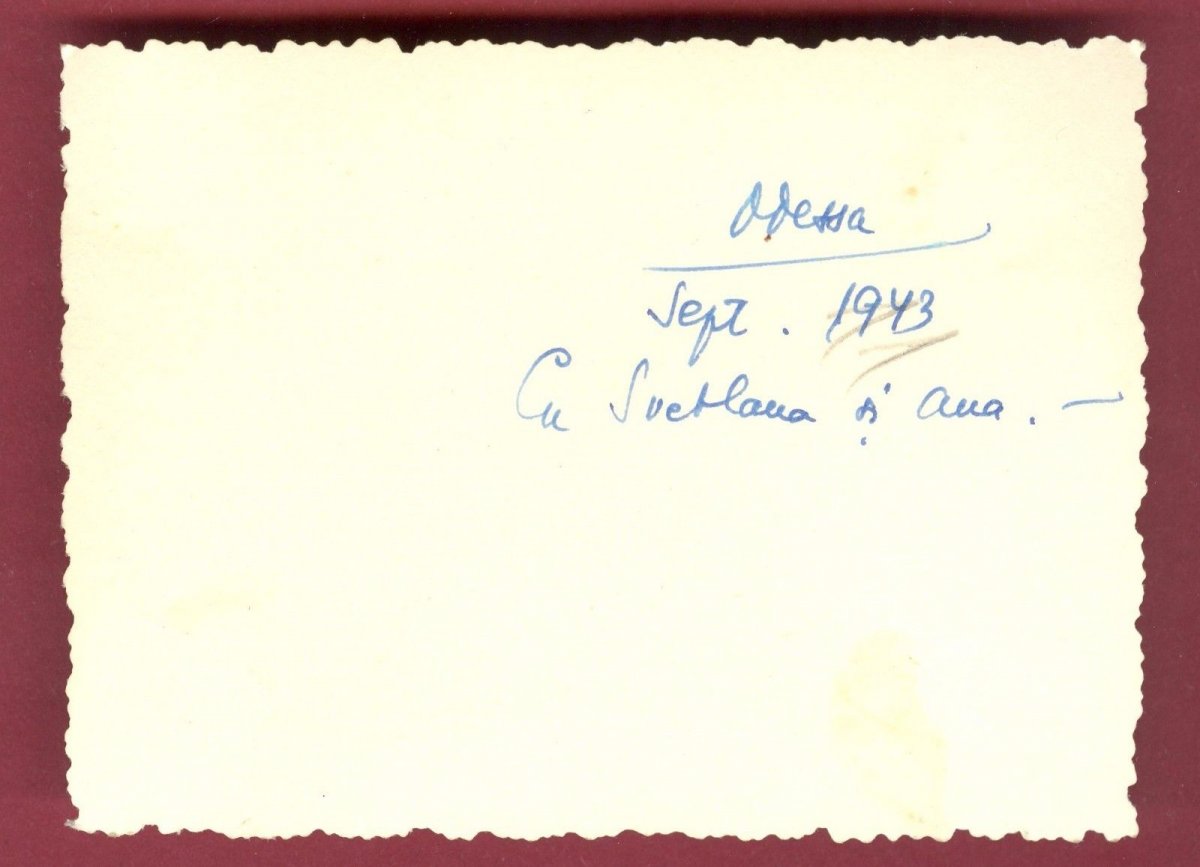 Odessa
Sept. 1943
Cu Svetlana și Ana. —